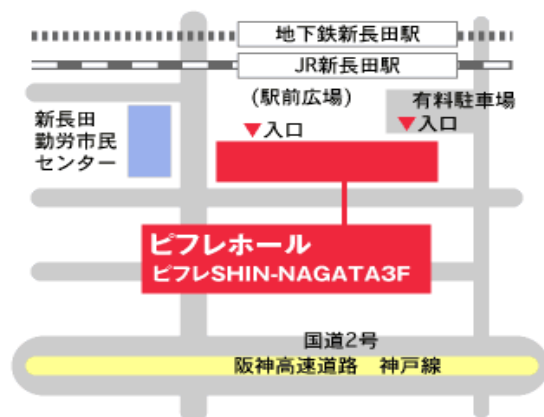 地下鉄新長田駅
JR新長田駅
(駅前広場)
有料駐車場
▼入口
▼入口
新長田
勤労市民
センター
ピフレホール
ピフレSHIN-NAGATA3F
国道2号
阪神高速道路 神戸線